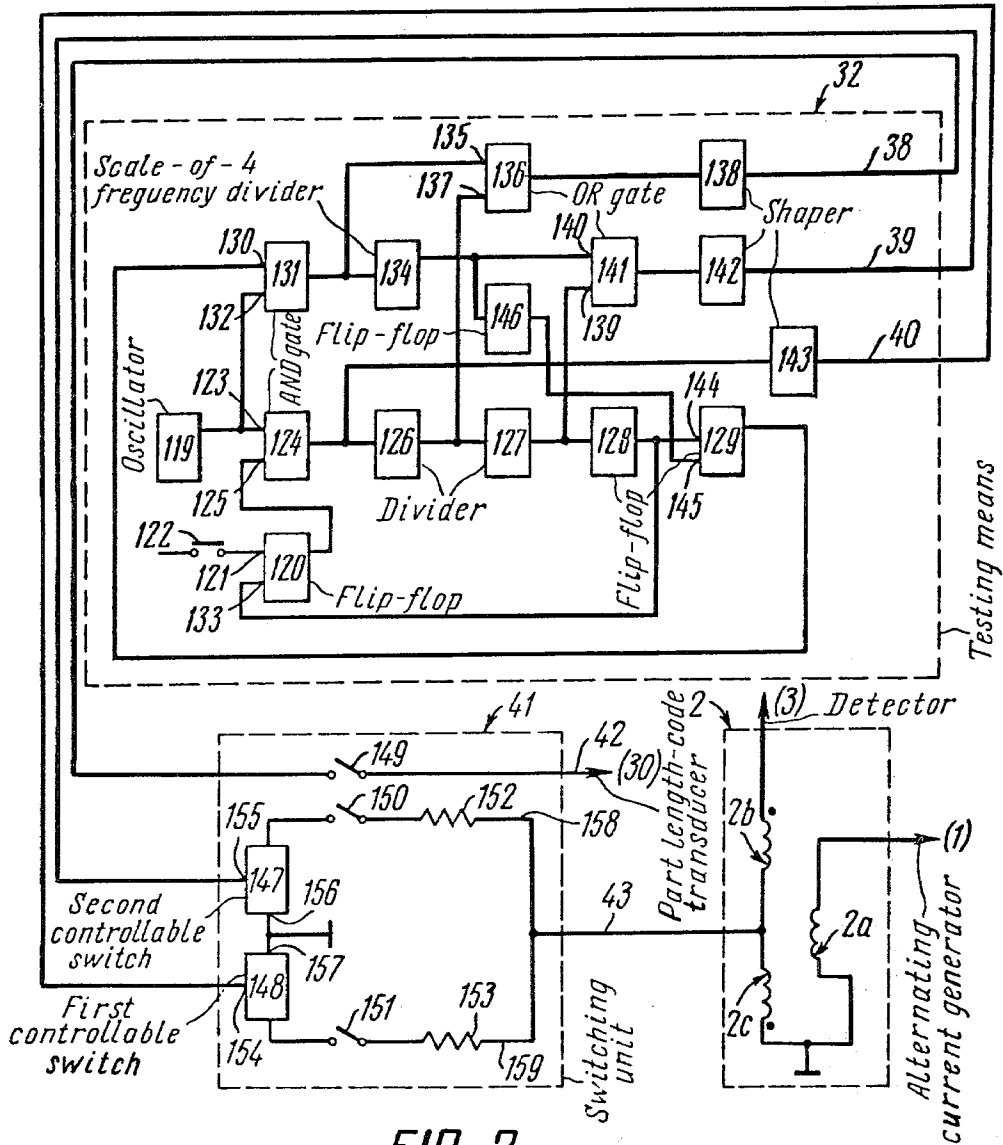 32
Scale-of-4
freguency divider
135
136
137
OR gate
138
38
Shaper
130
131
132
134
140
141
139
142
39
146
Flip-flop
AND gate
143
40
Oscillator
119
123
124
125
126
127
128
144
129
145
Divider
Flip-flop
122
121
120
133
Flip-flop
Testing means
41
149
42
(30)
Part length-code
transducer
2
(3)
Detector
150
152
158
155
147
156
Second
controllable
switch
157
148
154
First
controllable
switch
151
153
159
43
Switching
unit
2b
2a
2c
(1)
Alternating
current generator